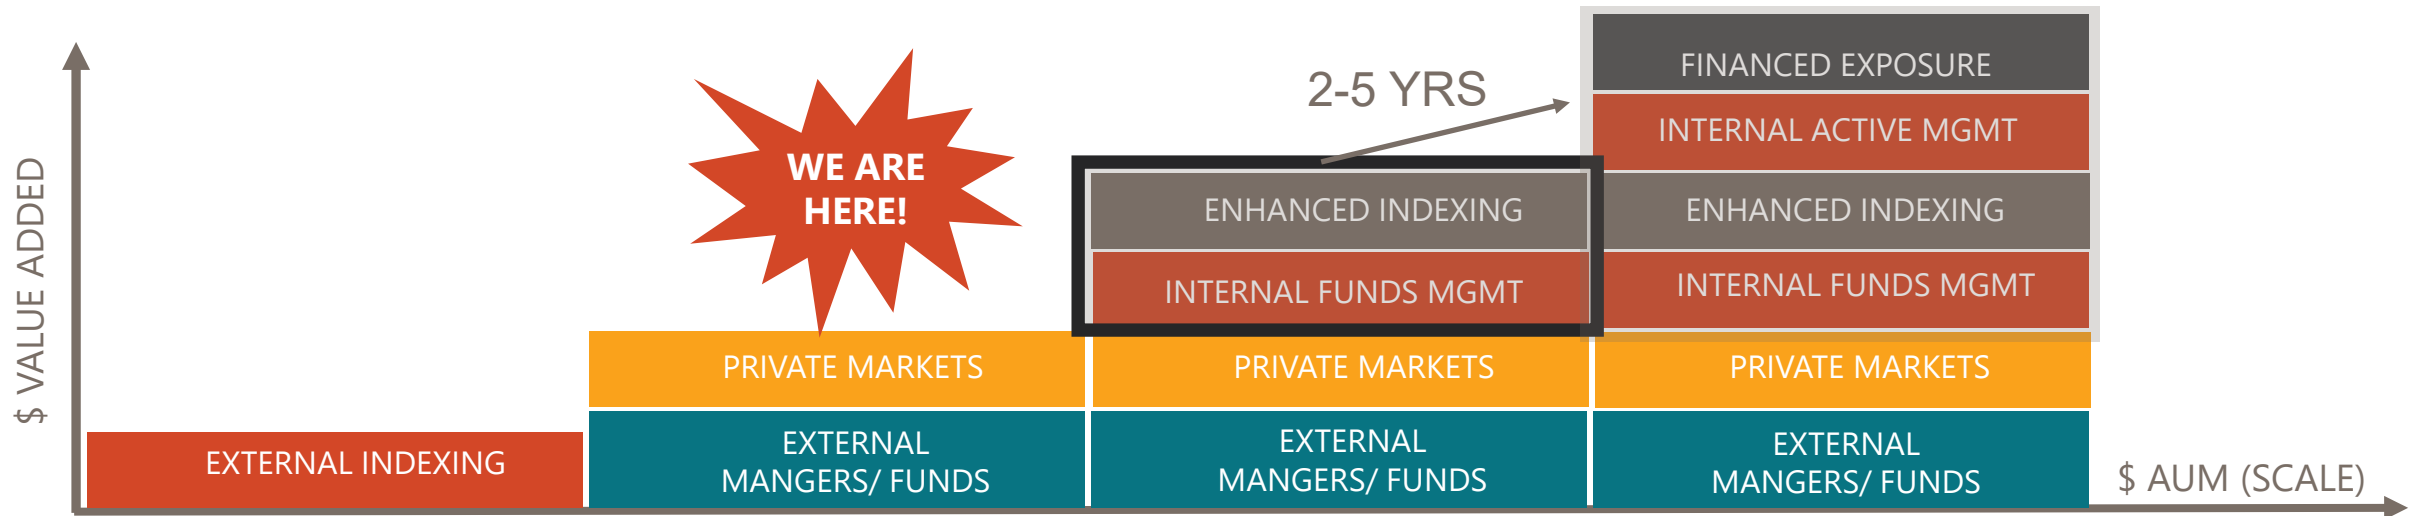 $ VALUE ADDED
EXTERNAL INDEXING
WE ARE
HERE!
PRIVATE MARKETS
EXTERNAL
MANGERS/ FUNDS
2-5 YRS
ENHANCED INDEXING
INTERNAL FUNDS MGMT
PRIVATE MARKETS
EXTERNAL
MANGERS/ FUNDS
FINANCED EXPOSURE
INTERNAL ACTIVE MGMT
ENHANCED INDEXING
INTERNAL FUNDS MGMT
PRIVATE MARKETS
EXTERNAL
MANGERS/ FUNDS
$ AUM (SCALE)